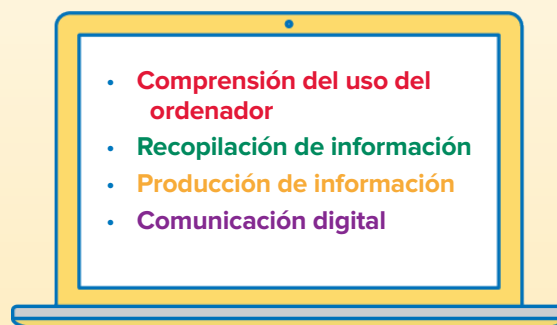 • Comprensión del uso del
ordenador
• Recopilación de información
• Producción de información
• Comunicación digital